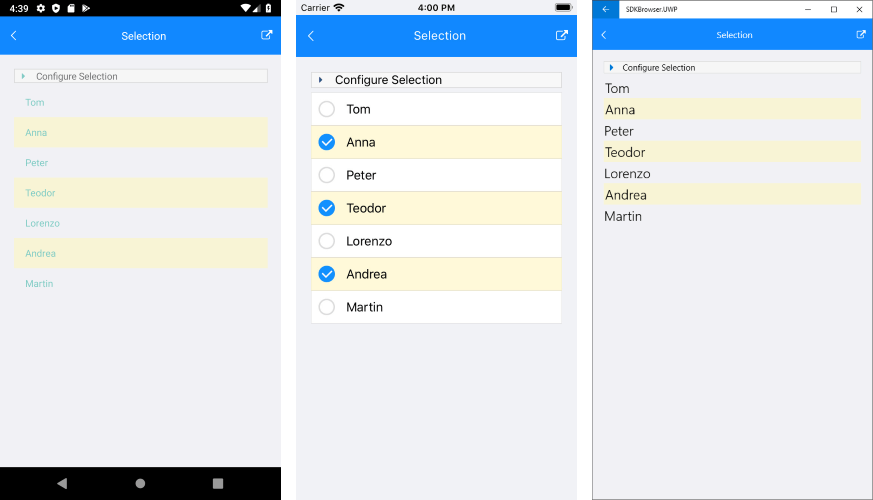 4:39
Selection
Configure Selection
Tom
Anna
Peter
Teodor
Lorenzo
Andrea
Martin
Carrier 4:00 PM
Selection
Configure Selection
Tom
Anna
Peter
Teodor
Lorenzo
Andrea
Martin
SDKBrowser.UWP
Selection
Configure Selection
Tom
Anna
Peter
Teodor
Lorenzo
Andrea
Martin